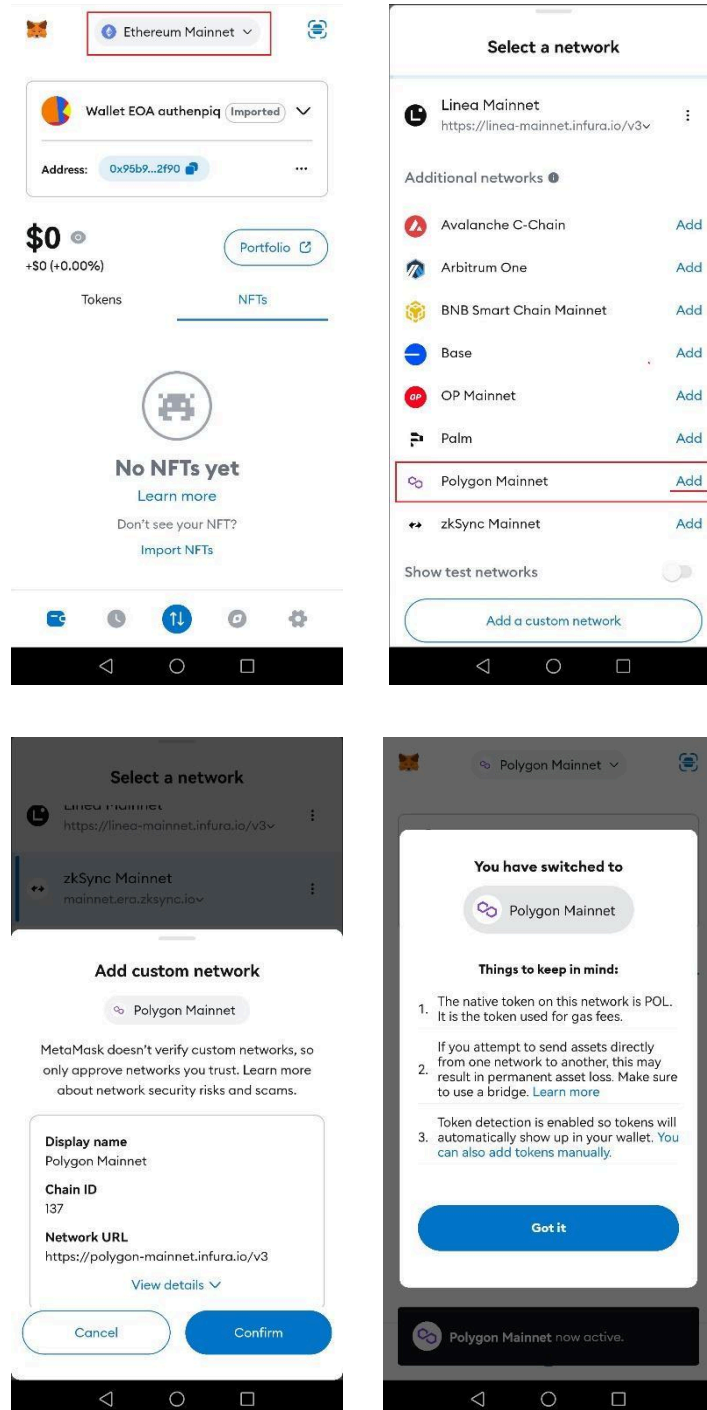 Ethereum Mainnet
Wallet EOA authenpiq Imported
Address: 0x95b9...2f90
$0
Portfolio
+$0 (+0.00%)
Tokens
NFTs
No NFTs yet
Learn more
Don't see your NFT?
Import NFTs
Select a network
Linea Mainnet
https://linea-mainnet.infura.io/v3
Additional networks
Avalanche C-Chain Add
Arbitrum One Add
BNB Smart Chain Mainnet Add
Base Add
OP OP Mainnet Add
Palm Add
Polygon Mainnet Add
zkSync Mainnet Add
Show test networks
Add a custom network
Select a network
Linea Mainnet
https://linea-mainnet.infura.io/v3
zkSync Mainnet
mainnet.era.zksync.io
Add custom network
Polygon Mainnet
MetaMask doesn't verify custom networks, so
only approve networks you trust. Learn more
about network security risks and scams.
Display name
Polygon Mainnet
Chain ID
137
Network URL
https://polygon-mainnet.infura.io/v3
View details
Cancel
Confirm
Polygon Mainnet
You have switched to
Polygon Mainnet
Things to keep in mind:
1. The native token on this network is POL.
It is the token used for gas fees.
If you attempt to send assets directly
from one network to another, this may
2. result in permanent asset loss. Make sure
to use a bridge. Learn more
Token detection is enabled so tokens will
3. automatically show up in your wallet. You
can also add tokens manually.
Got it
Polygon Mainnet now active.